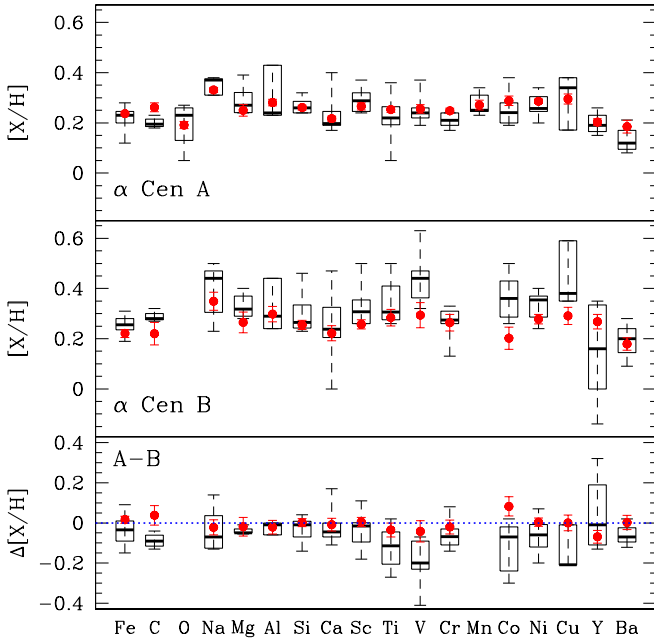 0.6
0.4
0.2
0
[X/H]
α Cen A
0.6
0.4
0.2
0
[X/H]
α Cen B
0.4
0.2
0
-0.2
-0.4
Δ[X/H]
A-B
Fe C O Na Mg Al Si Ca Sc Ti V Cr Mn Co Ni Cu Y Ba